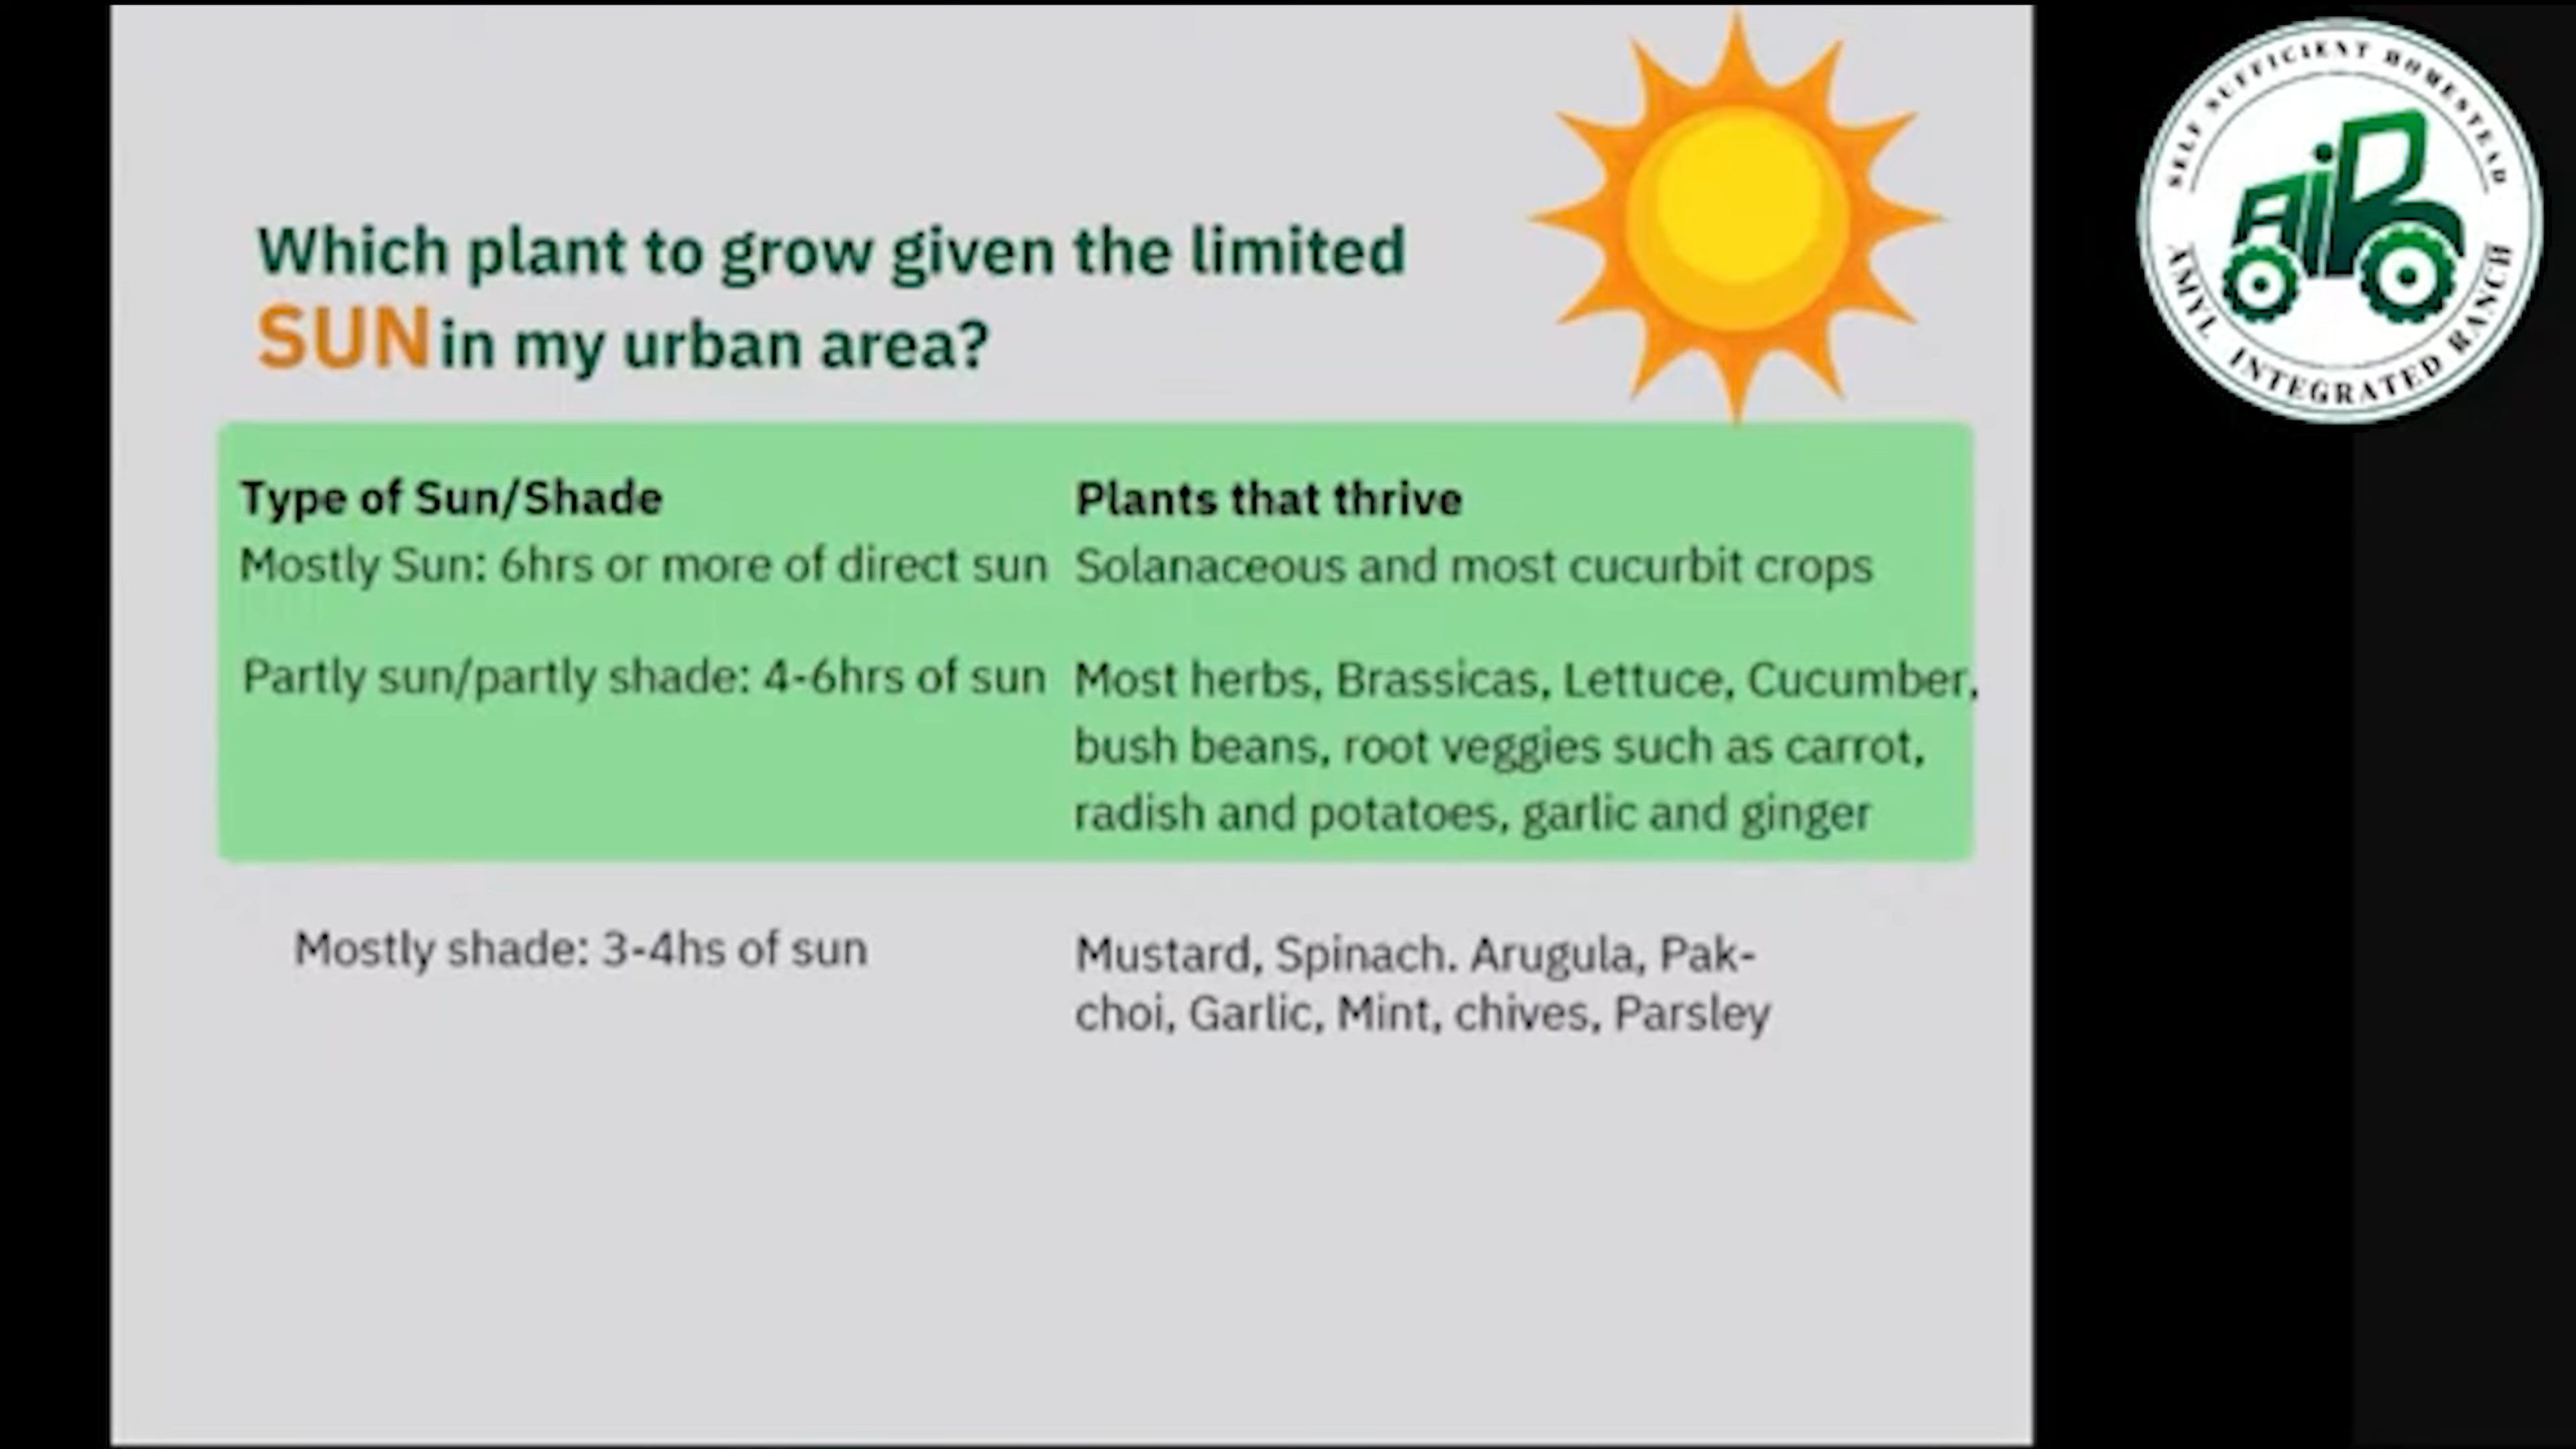 Which plant to grow given the limited
SUN in my urban area?
Type of Sun/Shade
Plants that thrive
Mostly Sun: 6hrs or more of direct sun
Solanaceous and most cucurbit crops
Partly sun/partly shade: 4-6hrs of sun
Most herbs, Brassicas, Lettuce, Cucumber,
bush beans, root veggies such as carrot,
radish and potatoes, garlic and ginger
Mostly shade: 3-4hs of sun
Mustard, Spinach. Arugula, Pak-
choi, Garlic, Mint, chives, Parsley
SELF SUFFICIENT HOMESTEAD
AiR
AMYL INTEGRATED RANCH